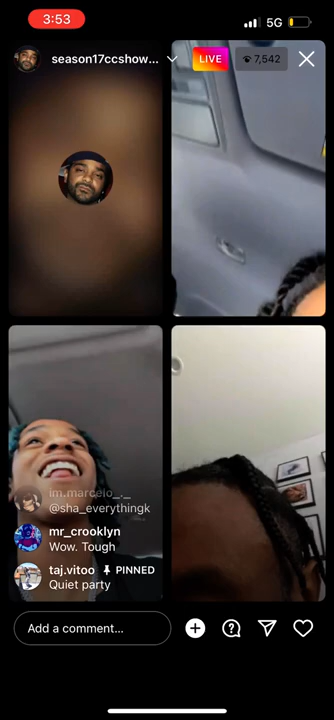 3:53
5G
season17ccshow...
LIVE
7,542
im.marcelo_._
@sha_everythingk
mr_crooklyn
Wow. Tough
taj.vitoo PINNED
Quiet party
Add a comment...